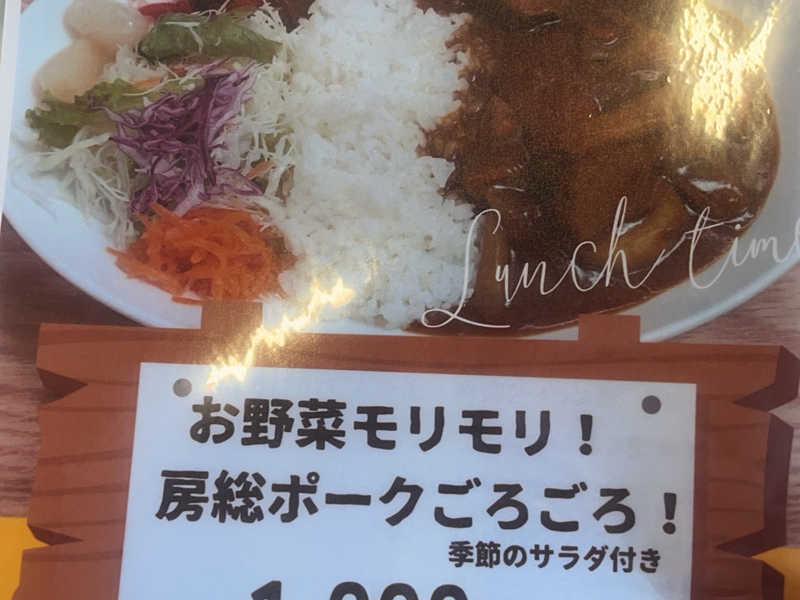 Lunch time
お野菜モリモリ！
房総ポークごろごろ！
季節のサラダ付き